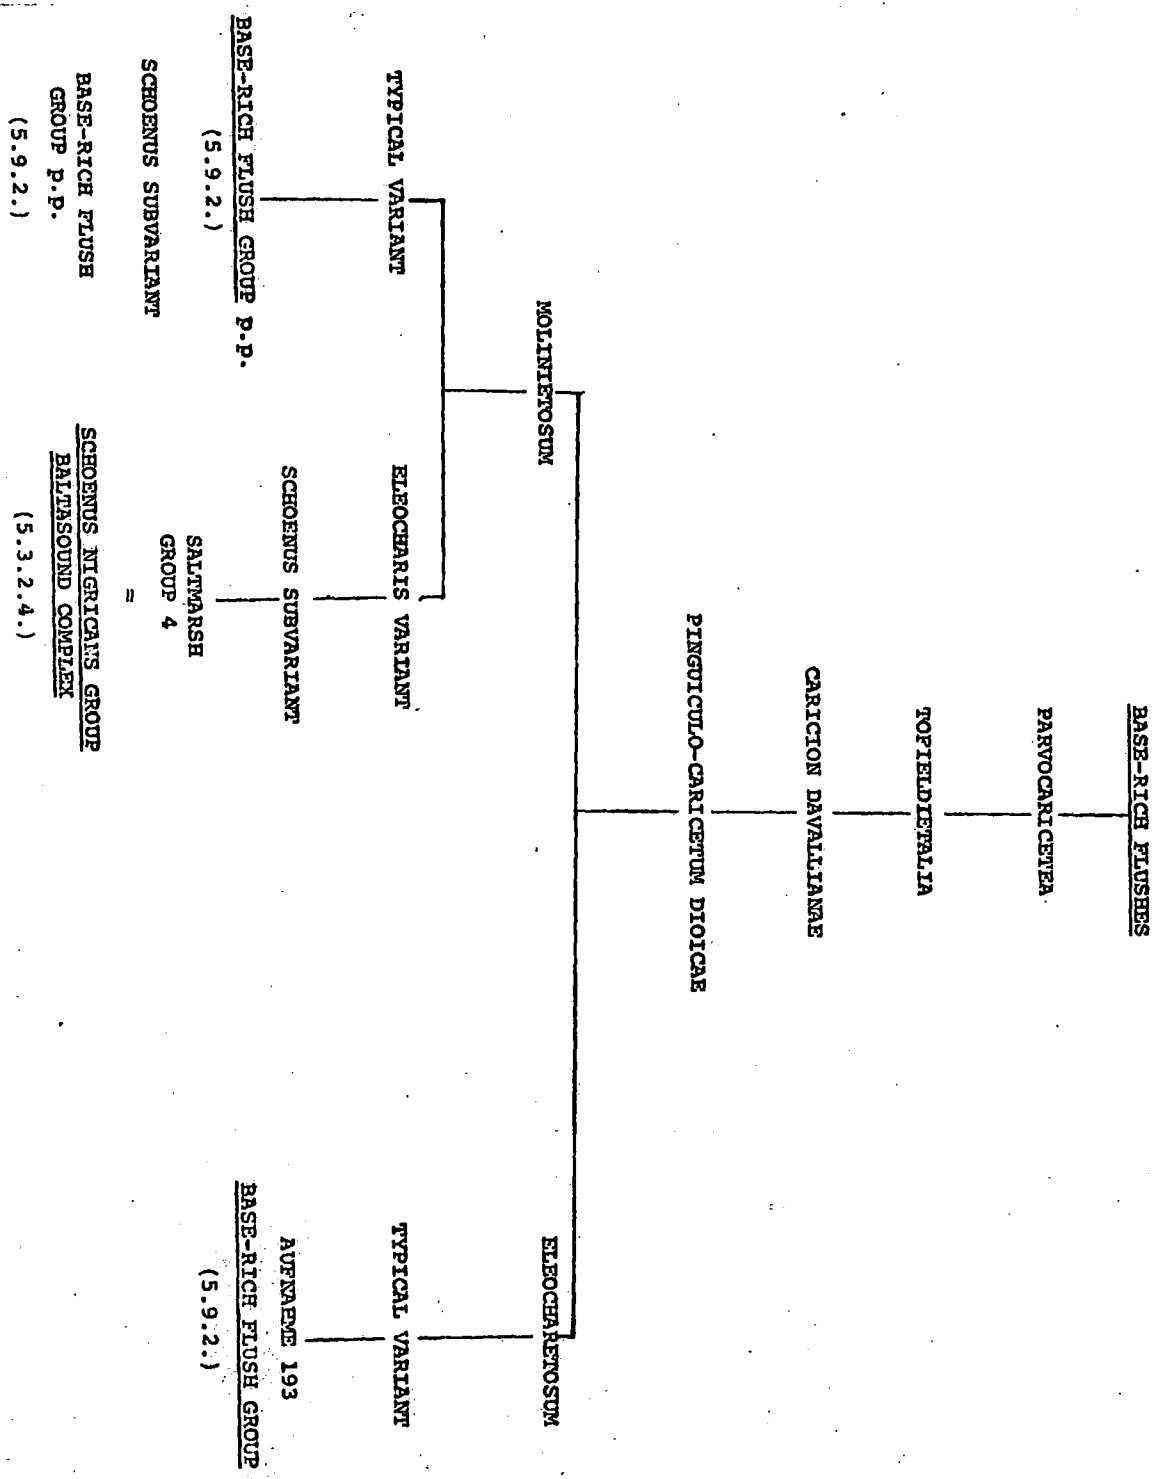 BASE-RICH FLUSHES
PARVOCARICETEA
TOFIELDIETALIA
CARICION DAVALLIANAE
PINGUICULO-CARICETUM DIOICAE
MOLINIETOSUM
ELEOCHARETOSUM
TYPICAL VARIANT
ELEOCHARIS VARIANT
TYPICAL VARIANT
BASE-RICH FLUSH GROUP p.p.
(5.9.2.)
SCHOENUS SUBVARIANT
BASE-RICH FLUSH
GROUP p.p.
(5.9.2.)
SCHOENUS SUBVARIANT
SALTMARSH
GROUP 4
=
SCHOENUS NIGRICANS GROUP
BALTASOUND COMPLEX
(5.3.2.4.)
AUFNAEME 193
BASE-RICH FLUSH GROUP
(5.9.2.)